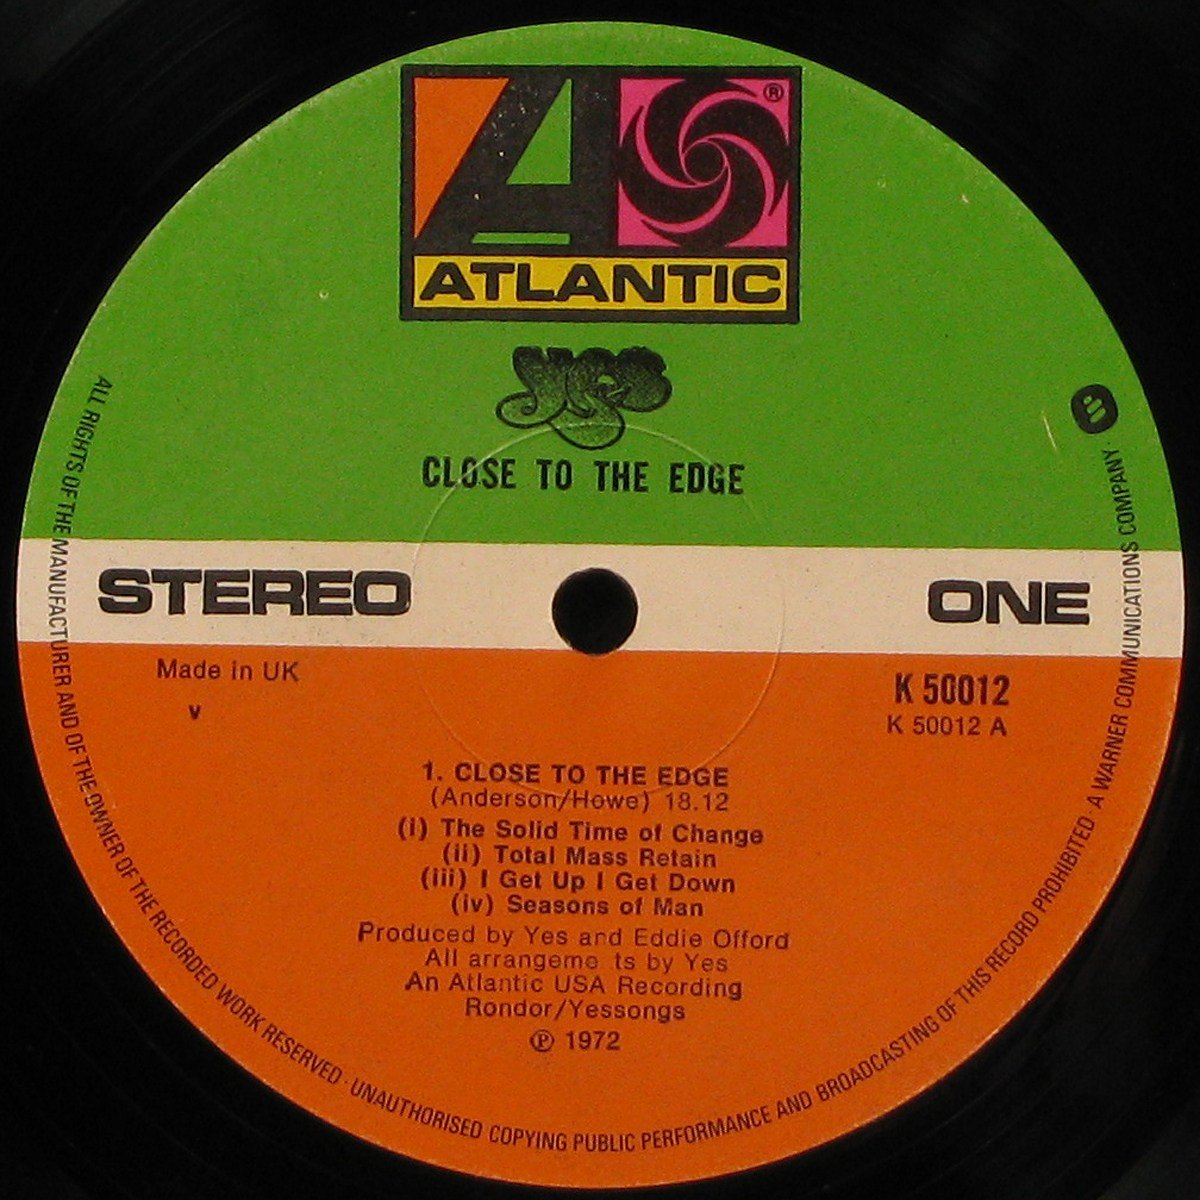 ®
ATLANTIC
yes
CLOSE TO THE EDGE
STEREO
ONE
Made in UK
V
K 50012
K 50012 A
1. CLOSE TO THE EDGE
(Anderson/Howe) 18.12
(i) The Solid Time of Change
(ii) Total Mass Retain
(iii) I Get Up I Get Down
(iv) Seasons of Man
Produced by Yes and Eddie Offord
All arrangeme ts by Yes
An Atlantic USA Recording
Rondor/Yessongs
℗ 1972
ALL RIGHTS OF THE MANUFACTURER AND OF THE OWNER OF THE RECORDED WORK RESERVED · UNAUTHORISED COPYING PUBLIC PERFORMANCE AND BROADCASTING OF THIS RECORD PROHIBITED A WARNER COMMUNICATIONS COMPANY ·